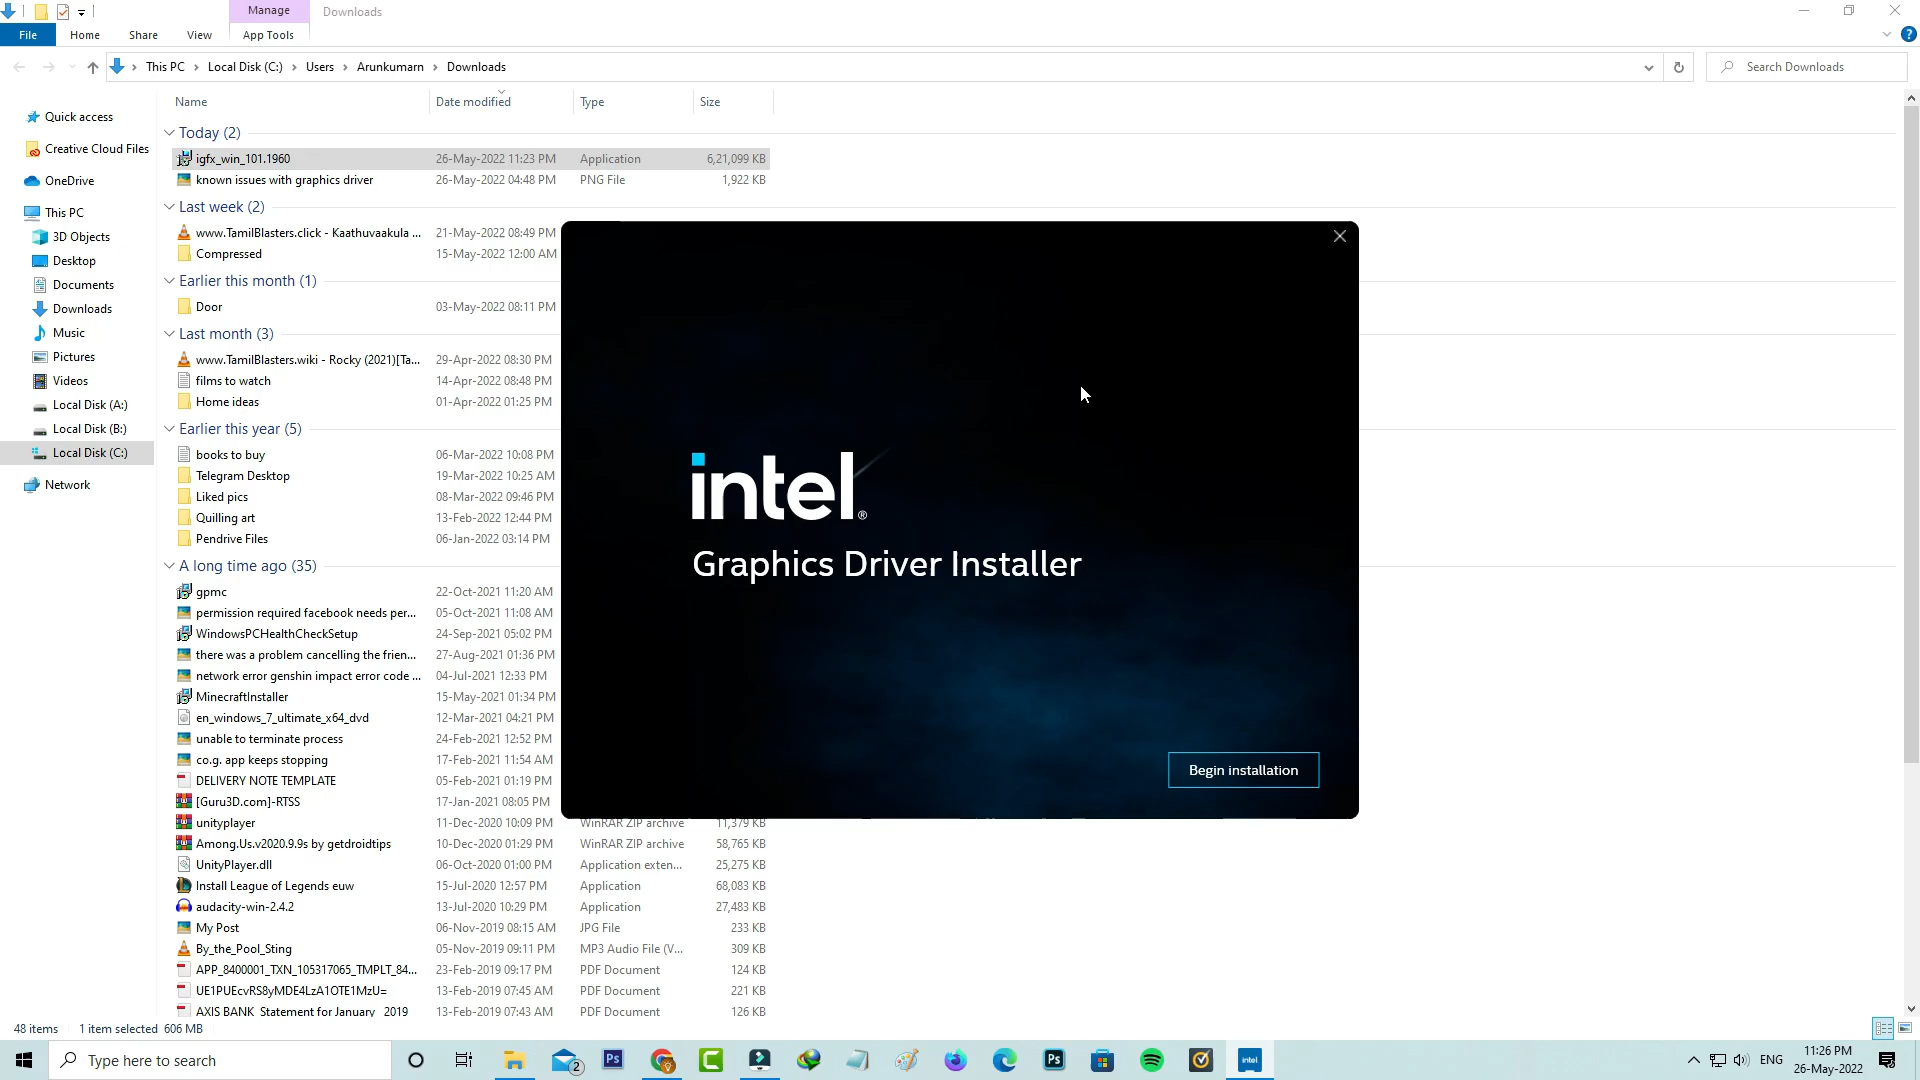 Manage
Downloads
File
Home
Share
View
App Tools
This PC
Local Disk (C:)
Users
Arunkumarn
Downloads
Search Downloads
Name
Date modified
Type
Size
Quick access
Creative Cloud Files
OneDrive
This PC
3D Objects
Desktop
Documents
Downloads
Music
Pictures
Videos
Local Disk (A:)
Local Disk (B:)
Local Disk (C:)
Network
Today (2)
igfx_win_101.1960 26-May-2022 11:23 PM Application 6,21,099 KB
known issues with graphics driver 26-May-2022 04:48 PM PNG File 1,922 KB
Last week (2)
www.TamilBlasters.click - Kaathuvaakula ... 21-May-2022 08:49 PM
Compressed 15-May-2022 12:00 AM
Earlier this month (1)
Door 03-May-2022 08:11 PM
Last month (3)
www.TamilBlasters.wiki - Rocky (2021)[Ta... 29-Apr-2022 08:30 PM
films to watch 14-Apr-2022 08:48 PM
Home ideas 01-Apr-2022 01:25 PM
Earlier this year (5)
books to buy 06-Mar-2022 10:08 PM
Telegram Desktop 19-Mar-2022 10:25 AM
Liked pics 08-Mar-2022 09:46 PM
Quilling art 13-Feb-2022 12:44 PM
Pendrive Files 06-Jan-2022 03:14 PM
A long time ago (35)
gpmc 22-Oct-2021 11:20 AM
permission required facebook needs per... 05-Oct-2021 11:08 AM
WindowsPCHealthCheckSetup 24-Sep-2021 05:02 PM
there was a problem cancelling the frien... 27-Aug-2021 01:36 PM
network error genshin impact error code ... 04-Jul-2021 12:33 PM
MinecraftInstaller 15-May-2021 01:34 PM
en_windows_7_ultimate_x64_dvd 12-Mar-2021 04:21 PM
unable to terminate process 24-Feb-2021 12:52 PM
co.g. app keeps stopping 17-Feb-2021 11:54 AM
DELIVERY NOTE TEMPLATE 05-Feb-2021 01:19 PM
[Guru3D.com]-RTSS 17-Jan-2021 08:05 PM
unityplayer 11-Dec-2020 10:09 PM WinRAR ZIP archive 11,379 KB
Among.Us.v2020.9.9s by getdroidtips 10-Dec-2020 01:29 PM WinRAR ZIP archive 58,765 KB
UnityPlayer.dll 06-Oct-2020 01:00 PM Application exten... 25,275 KB
Install League of Legends euw 15-Jul-2020 12:57 PM Application 68,083 KB
audacity-win-2.4.2 13-Jul-2020 10:29 PM Application 27,483 KB
My Post 06-Nov-2019 08:15 AM JPG File 233 KB
By_the_Pool_Sting 05-Nov-2019 09:11 PM MP3 Audio File (V... 309 KB
APP_8400001_TXN_105317065_TMPLT_84... 23-Feb-2019 09:17 PM PDF Document 124 KB
UE1PUEcvRS8yMDE4LzA1OTE1MzU= 13-Feb-2019 07:45 AM PDF Document 221 KB
AXIS BANK Statement for January 2019 13-Feb-2019 07:43 AM PDF Document 126 KB
intel®
Graphics Driver Installer
Begin installation
48 items 1 item selected 606 MB
Type here to search
2
Ps
Ps
intel
ENG
11:26 PM
26-May-2022